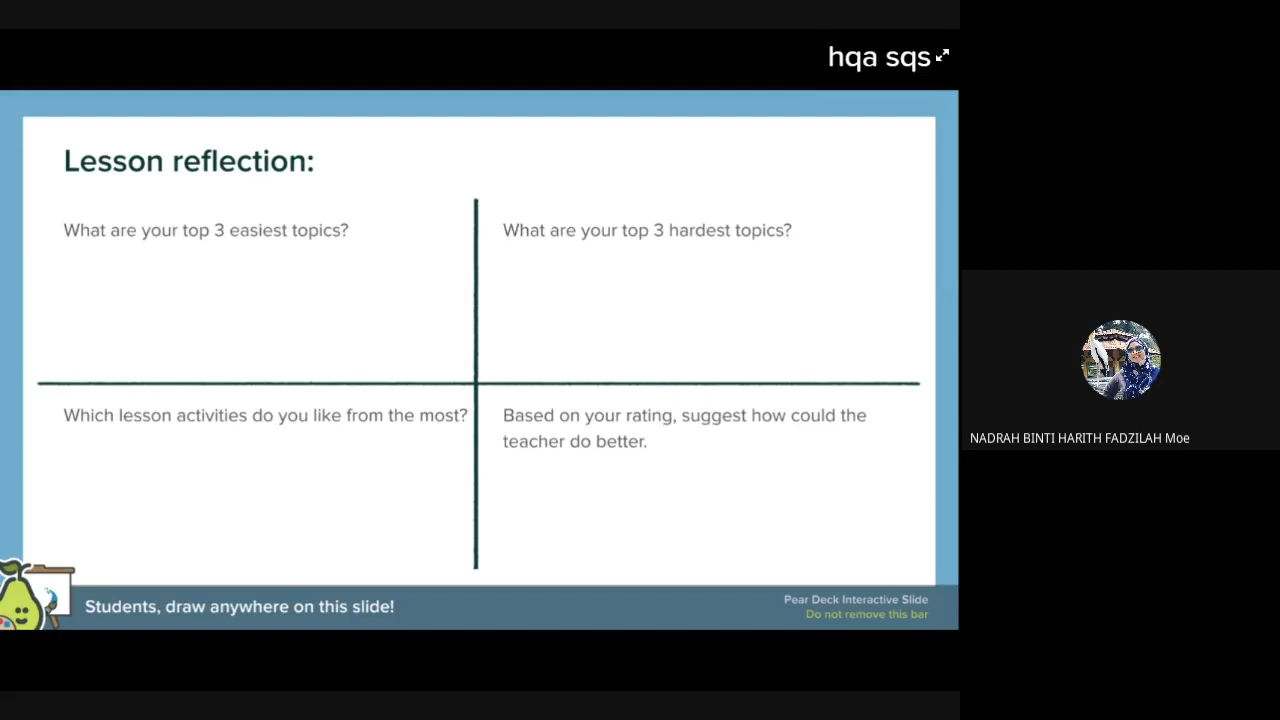 hqa sqs
Lesson reflection:
What are your top 3 easiest topics?
What are your top 3 hardest topics?
Which lesson activities do you like from the most?
Based on your rating, suggest how could the
teacher do better.
NADRAH BINTI HARITH FADZILAH Moe
Students, draw anywhere on this slide!
Pear Deck Interactive Slide
Do not remove this bar